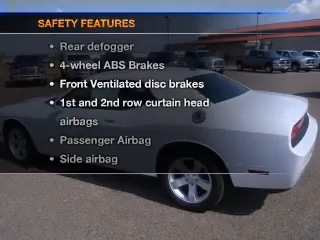 SAFETY FEATURES
• Rear defogger
• 4-wheel ABS Brakes
• Front Ventilated disc brakes
• 1st and 2nd row curtain head
airbags
• Passenger Airbag
• Side airbag